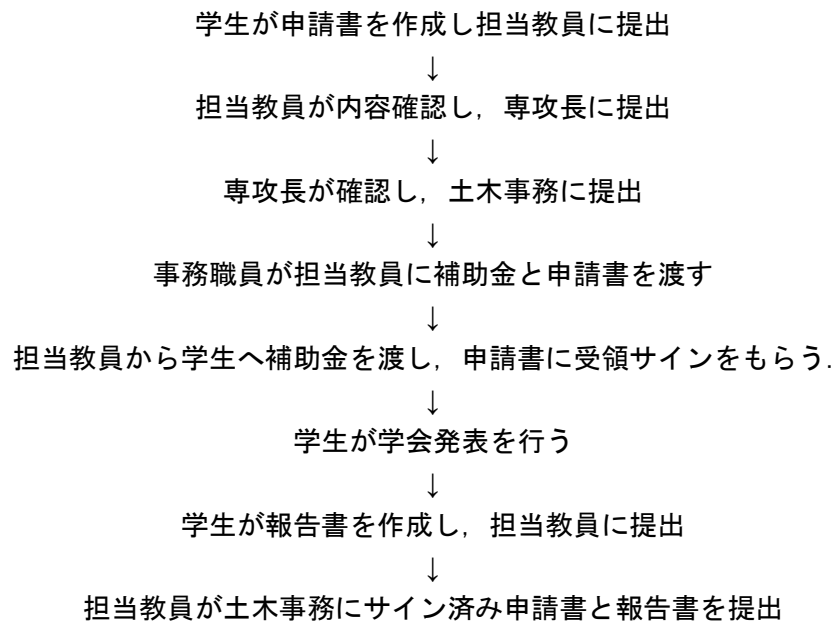 学生が申請書を作成し担当教員に提出
↓
担当教員が内容確認し，専攻長に提出
↓
専攻長が確認し，土木事務に提出
↓
事務職員が担当教員に補助金と申請書を渡す
↓
担当教員から学生へ補助金を渡し，申請書に受領サインをもらう．
↓
学生が学会発表を行う
↓
学生が報告書を作成し，担当教員に提出
↓
担当教員が土木事務にサイン済み申請書と報告書を提出